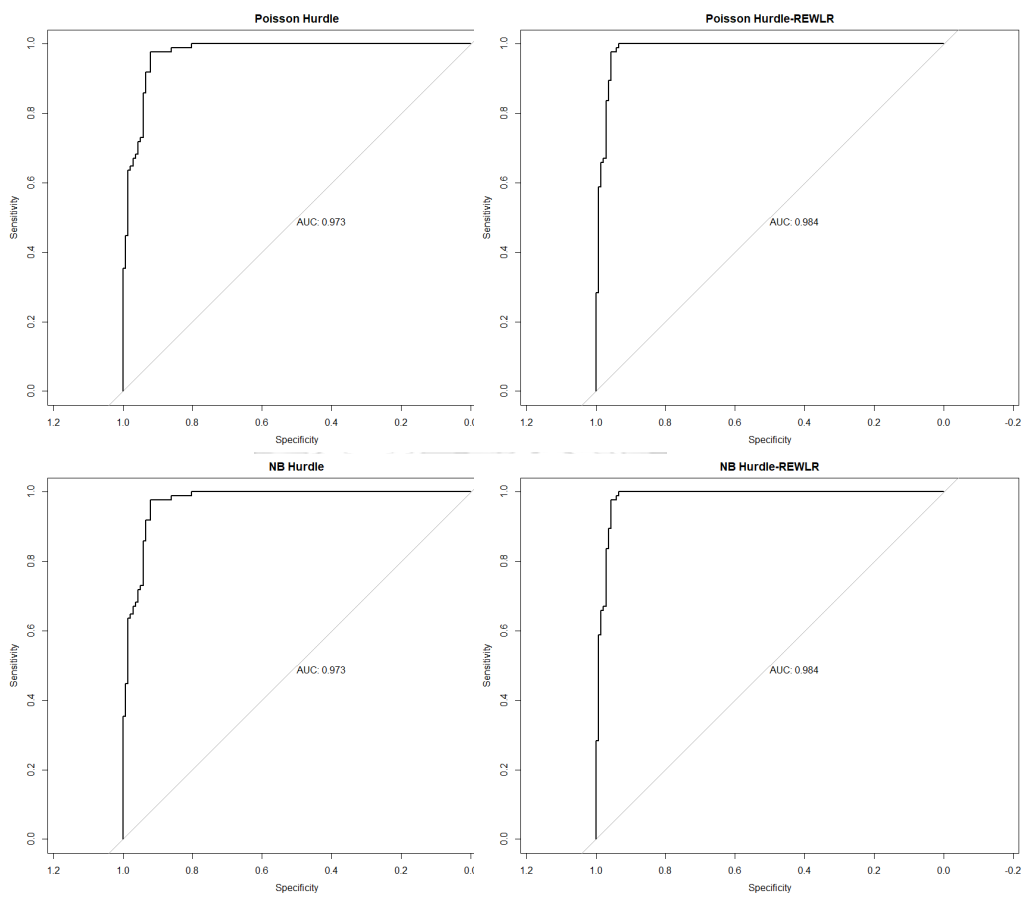 Poisson Hurdle
1.0
0.8
0.6
0.4
0.2
0.0
Sensitivity
AUC: 0.973
1.2 1.0 0.8 0.6 0.4 0.2
Specificity
Poisson Hurdle-REWLR
1.0
0.8
0.6
0.4
0.2
0.0
Sensitivity
AUC: 0.984
1.2 1.0 0.8 0.6 0.4 0.2 0.0 -0.2
Specificity
NB Hurdle
1.0
0.8
0.6
0.4
0.2
0.0
Sensitivity
AUC: 0.973
1.2 1.0 0.8 0.6 0.4 0.2
Specificity
NB Hurdle-REWLR
1.0
0.8
0.6
0.4
0.2
0.0
Sensitivity
AUC: 0.984
1.2 1.0 0.8 0.6 0.4 0.2 0.0 -0.2
Specificity